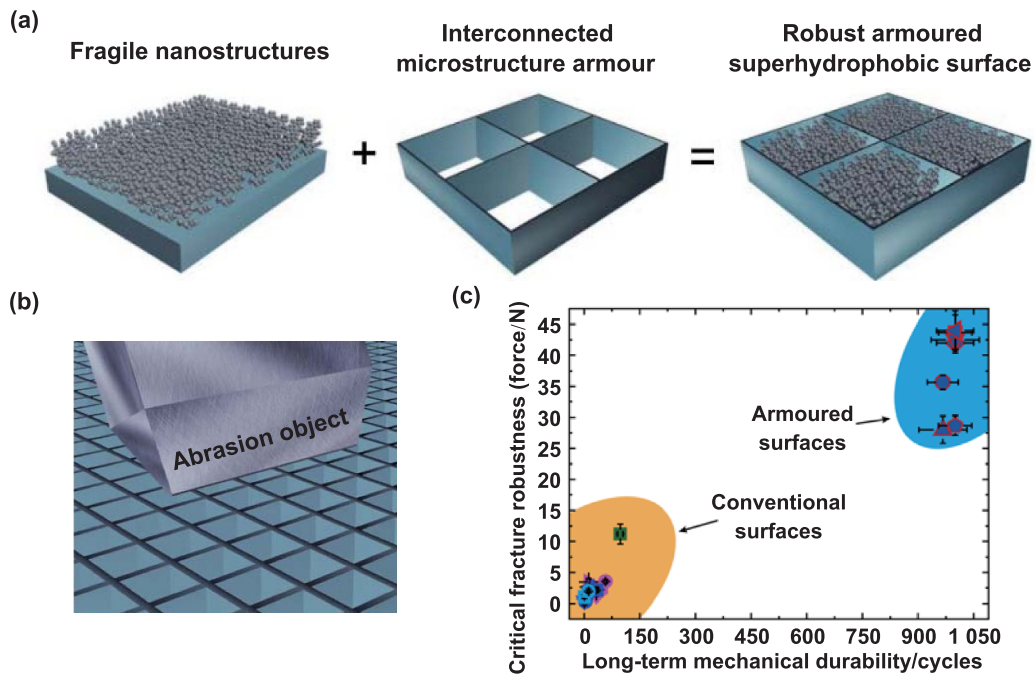 (a)
Fragile nanostructures
+
Interconnected
microstructure armour
=
Robust armoured
superhydrophobic surface
(b)
Abrasion object
(c)
Critical fracture robustness (force/N)
45
40
35
30
25
20
15
10
5
0
Armoured
surfaces
Conventional
surfaces
0 150 300 450 600 750 900 1 050
Long-term mechanical durability/cycles